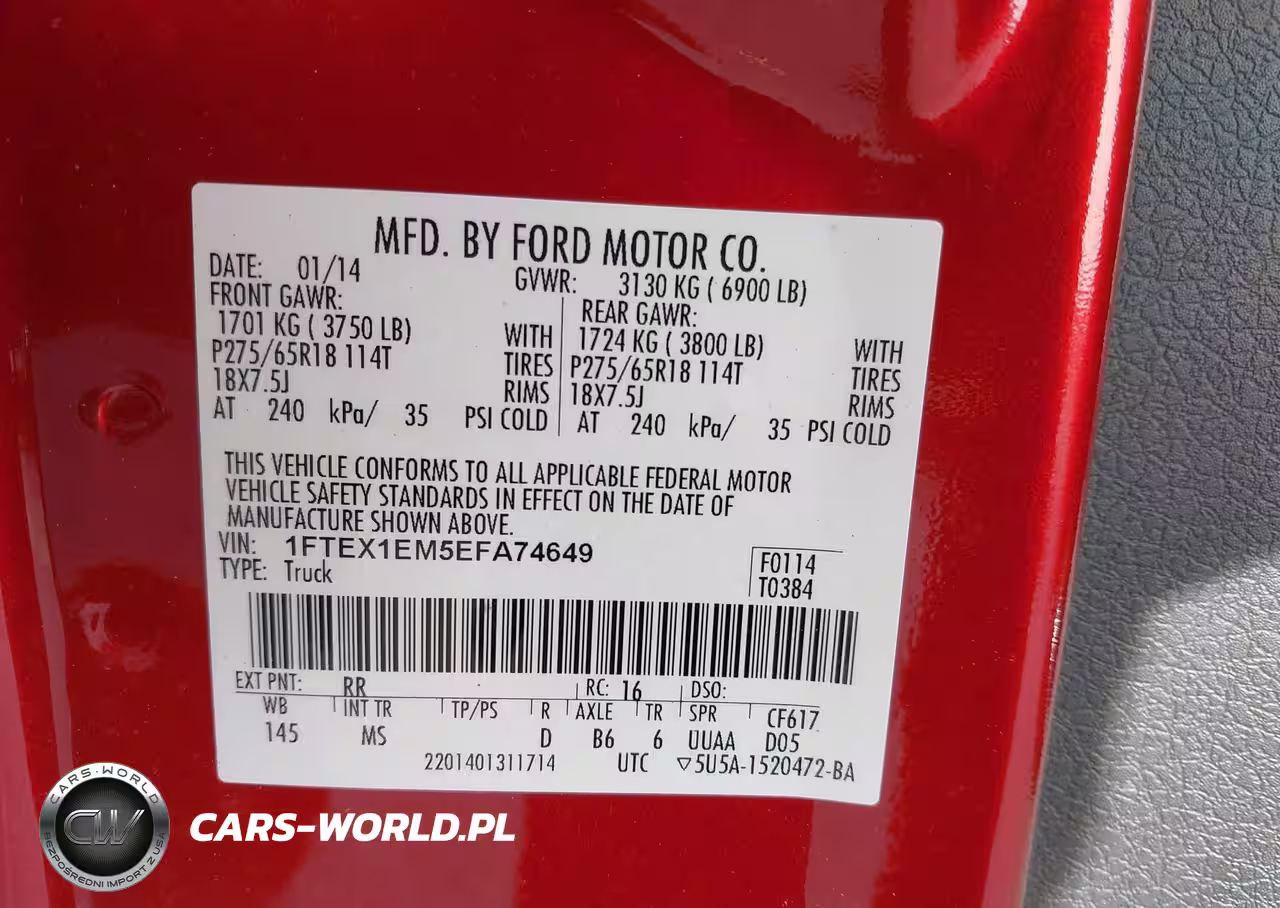 MFD. BY FORD MOTOR CO.
DATE: 01/14 GVWR: 3130 KG ( 6900 LB)
FRONT GAWR: REAR GAWR:
1701 KG ( 3750 LB) WITH 1724 KG ( 3800 LB) WITH
P275/65R18 114T TIRES P275/65R18 114T TIRES
18X7.5J RIMS 18X7.5J RIMS
AT 240 kPa/ 35 PSI COLD AT 240 kPa/ 35 PSI COLD
THIS VEHICLE CONFORMS TO ALL APPLICABLE FEDERAL MOTOR
VEHICLE SAFETY STANDARDS IN EFFECT ON THE DATE OF
MANUFACTURE SHOWN ABOVE.
VIN: 1FTEX1EM5EFA74649 F0114
TYPE: Truck T0384
EXT PNT: RR RC: 16 DSO:
WB INT TR TP/PS R AXLE TR SPR CF617
145 MS D B6 6 UUAA D05
2201401311714 UTC ▽5U5A-1520472-BA
CARS-WORLD
CW
BEZPOŚREDNI IMPORT Z USA
CARS-WORLD.PL